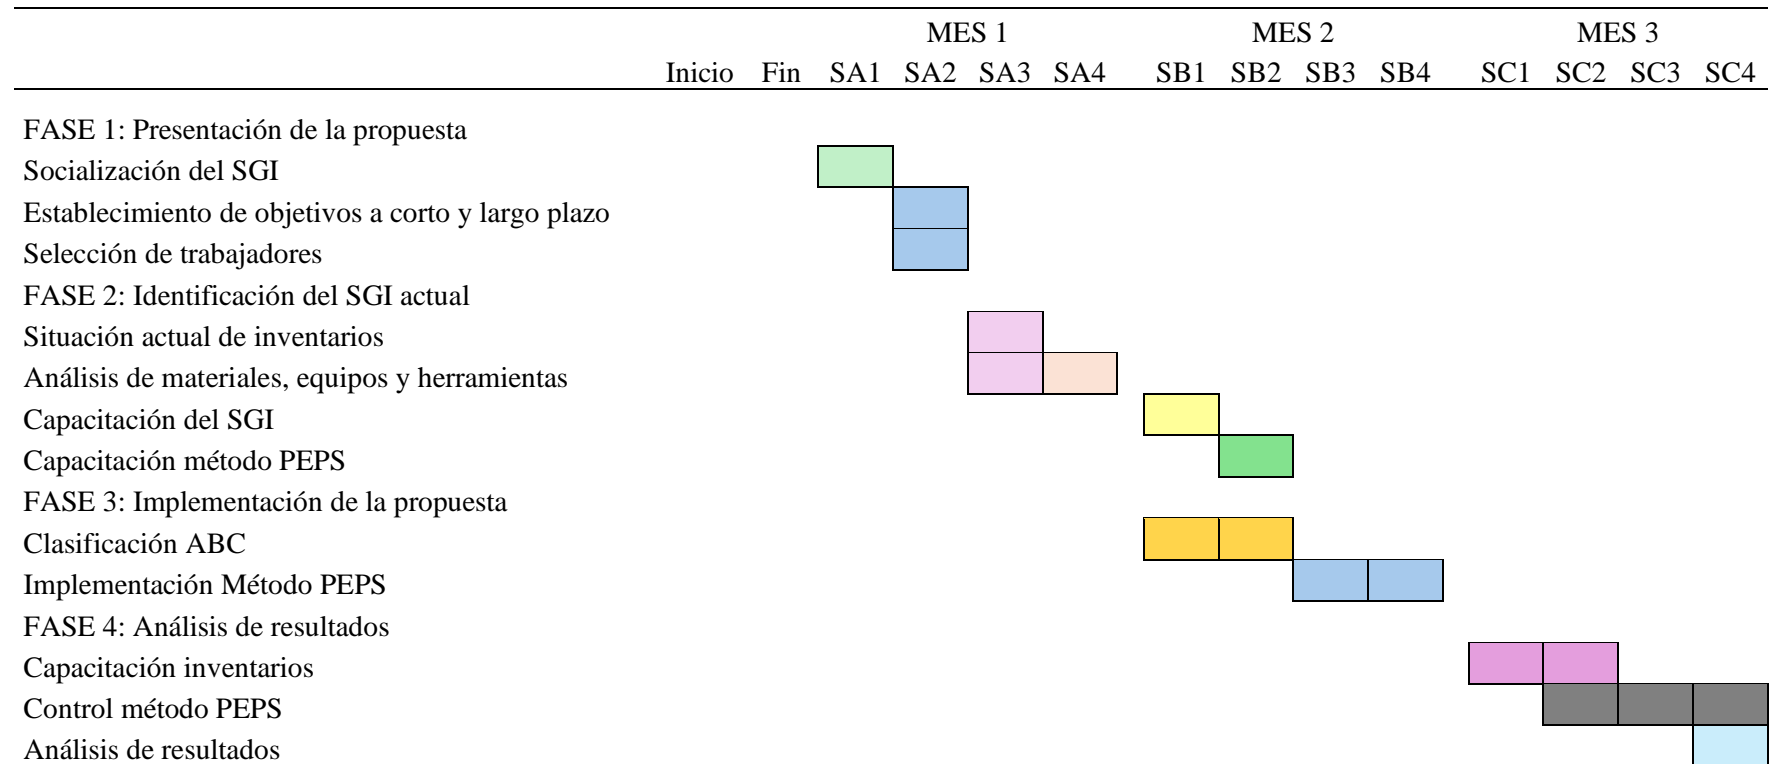 MES 1 MES 2 MES 3
Inicio Fin SA1 SA2 SA3 SA4 SB1 SB2 SB3 SB4 SC1 SC2 SC3 SC4
FASE 1: Presentación de la propuesta
Socialización del SGI
Establecimiento de objetivos a corto y largo plazo
Selección de trabajadores
FASE 2: Identificación del SGI actual
Situación actual de inventarios
Análisis de materiales, equipos y herramientas
Capacitación del SGI
Capacitación método PEPS
FASE 3: Implementación de la propuesta
Clasificación ABC
Implementación Método PEPS
FASE 4: Análisis de resultados
Capacitación inventarios
Control método PEPS
Análisis de resultados